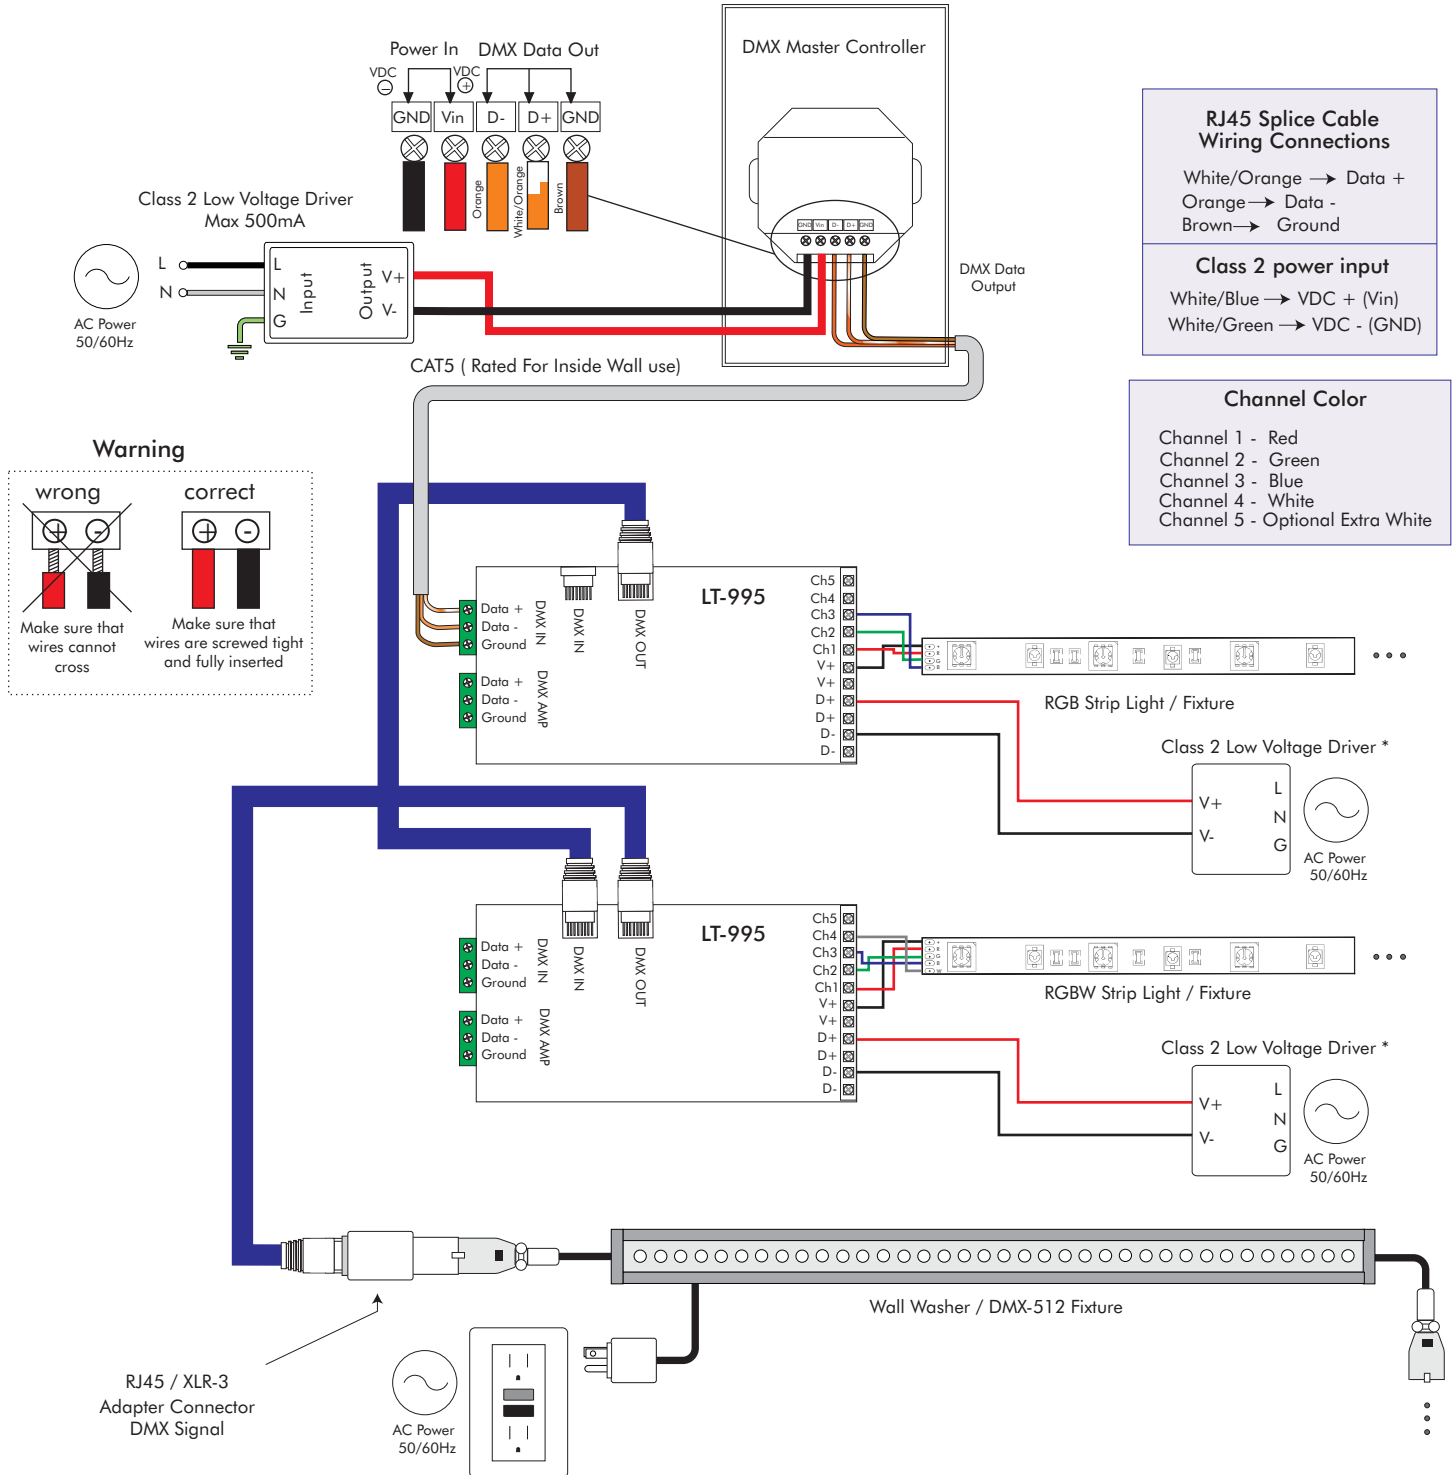 Power In
DMX Data Out
VDC
VDC
GND
Vin
D-
D+
GND
Orange
White/Orange
Brown
DMX Master Controller
GND
Vin
D-
D+
GND
DMX Data
Output
RJ45 Splice Cable
Wiring Connections
White/Orange → Data +
Orange → Data -
Brown → Ground
Class 2 power input
White/Blue → VDC + (Vin)
White/Green → VDC - (GND)
Channel Color
Channel 1 - Red
Channel 2 - Green
Channel 3 - Blue
Channel 4 - White
Channel 5 - Optional Extra White
Class 2 Low Voltage Driver
Max 500mA
L
N
AC Power
50/60Hz
L
N
G
Input
Output
V+
V-
CAT5 ( Rated For Inside Wall use)
Warning
wrong
correct
+
-
+
-
Make sure that
wires cannot
cross
Make sure that
wires are screwed tight
and fully inserted
LT-995
Data +
Data -
Ground
DMX IN
DMX IN
DMX OUT
Data +
Data -
Ground
DMX AMP
Ch5
Ch4
Ch3
Ch2
Ch1
V+
V+
D+
D+
D-
D-
+
R
G
B
RGB Strip Light / Fixture
Class 2 Low Voltage Driver *
V+
V-
L
N
G
AC Power
50/60Hz
LT-995
Data +
Data -
Ground
DMX IN
DMX IN
DMX OUT
Data +
Data -
Ground
DMX AMP
Ch5
Ch4
Ch3
Ch2
Ch1
V+
V+
D+
D+
D-
D-
+
R
G
B
W
RGBW Strip Light / Fixture
Class 2 Low Voltage Driver *
V+
V-
L
N
G
AC Power
50/60Hz
Wall Washer / DMX-512 Fixture
RJ45 / XLR-3
Adapter Connector
DMX Signal
AC Power
50/60Hz